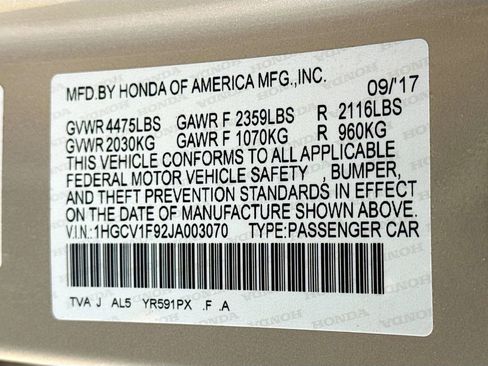 MFD.BY HONDA OF AMERICA MFG.,INC. 09/'17
GVWR 4475LBS GAWR F 2359LBS R 2116LBS
GVWR 2030KG GAWR F 1070KG R 960KG
THIS VEHICLE CONFORMS TO ALL APPLICABLE
FEDERAL MOTOR VEHICLE SAFETY , BUMPER,
AND THEFT PREVENTION STANDARDS IN EFFECT
ON THE DATE OF MANUFACTURE SHOWN ABOVE.
V.I.N.:1HGCV1F92JA003070 TYPE:PASSENGER CAR
TVA J AL5 YR591PX .F .A